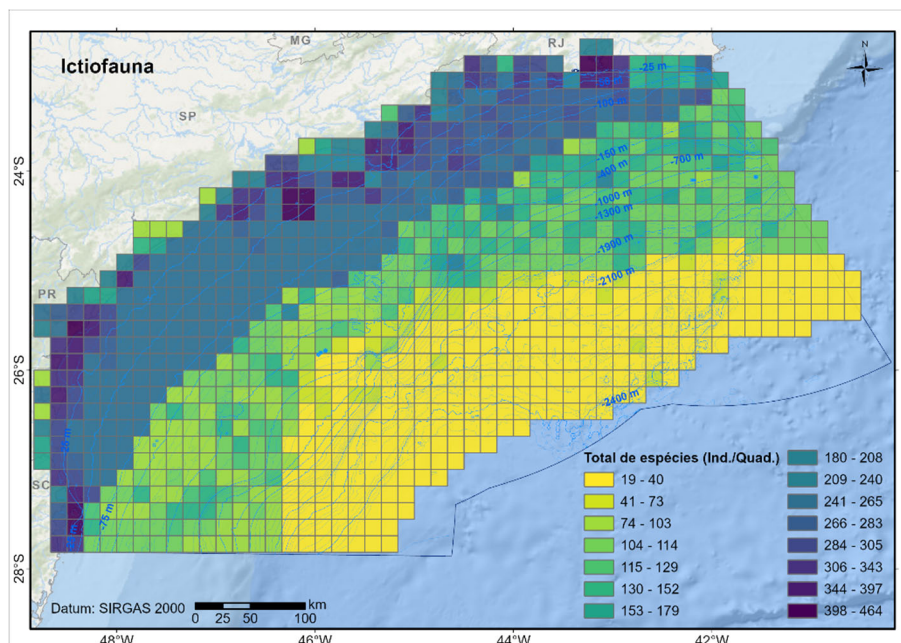 MG
RJ
Ictiofauna
N
-25 m
SP
100 m
-150 m
-700 m
-400 m
24°S
-1000 m
-1300 m
-1900 m
-2100 m
PR
26°S
-2400 m
Total de espécies (Ind./Quad.)
19 - 40
41 - 73
74 - 103
104 - 114
115 - 129
130 - 152
153 - 179
180 - 208
209 - 240
241 - 265
266 - 283
284 - 305
306 - 343
344 - 397
398 - 464
-25 m
SC
-75 m
28°S
Datum: SIRGAS 2000
km
0 25 50 100
48°W
46°W
44°W
42°W